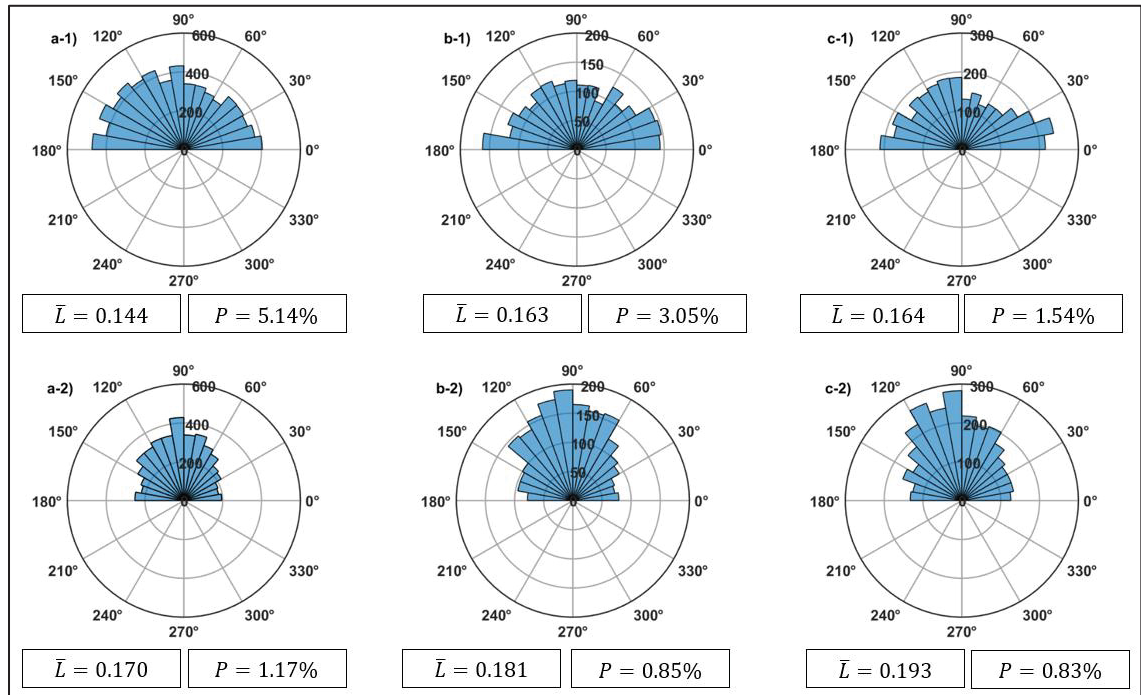 a-1) 90° 600 120° 60° 400 150° 30° 200 180° 0 0° 210° 330° 240° 300° 270°
b-1) 90° 200 120° 60° 150 150° 30° 100 50 180° 0 0° 210° 330° 240° 300° 270°
c-1) 90° 300 120° 60° 200 150° 30° 100 180° 0 0° 210° 330° 240° 300° 270°
L̅ = 0.144 P = 5.14% L̅ = 0.163 P = 3.05% L̅ = 0.164 P = 1.54%
a-2) 90° 600 120° 60° 400 150° 30° 200 180° 0 0° 210° 330° 240° 300° 270°
b-2) 90° 200 120° 60° 150 150° 30° 100 50 180° 0 0° 210° 330° 240° 300° 270°
c-2) 90° 300 120° 60° 200 150° 30° 100 180° 0 0° 210° 330° 240° 300° 270°
L̅ = 0.170 P = 1.17% L̅ = 0.181 P = 0.85% L̅ = 0.193 P = 0.83%